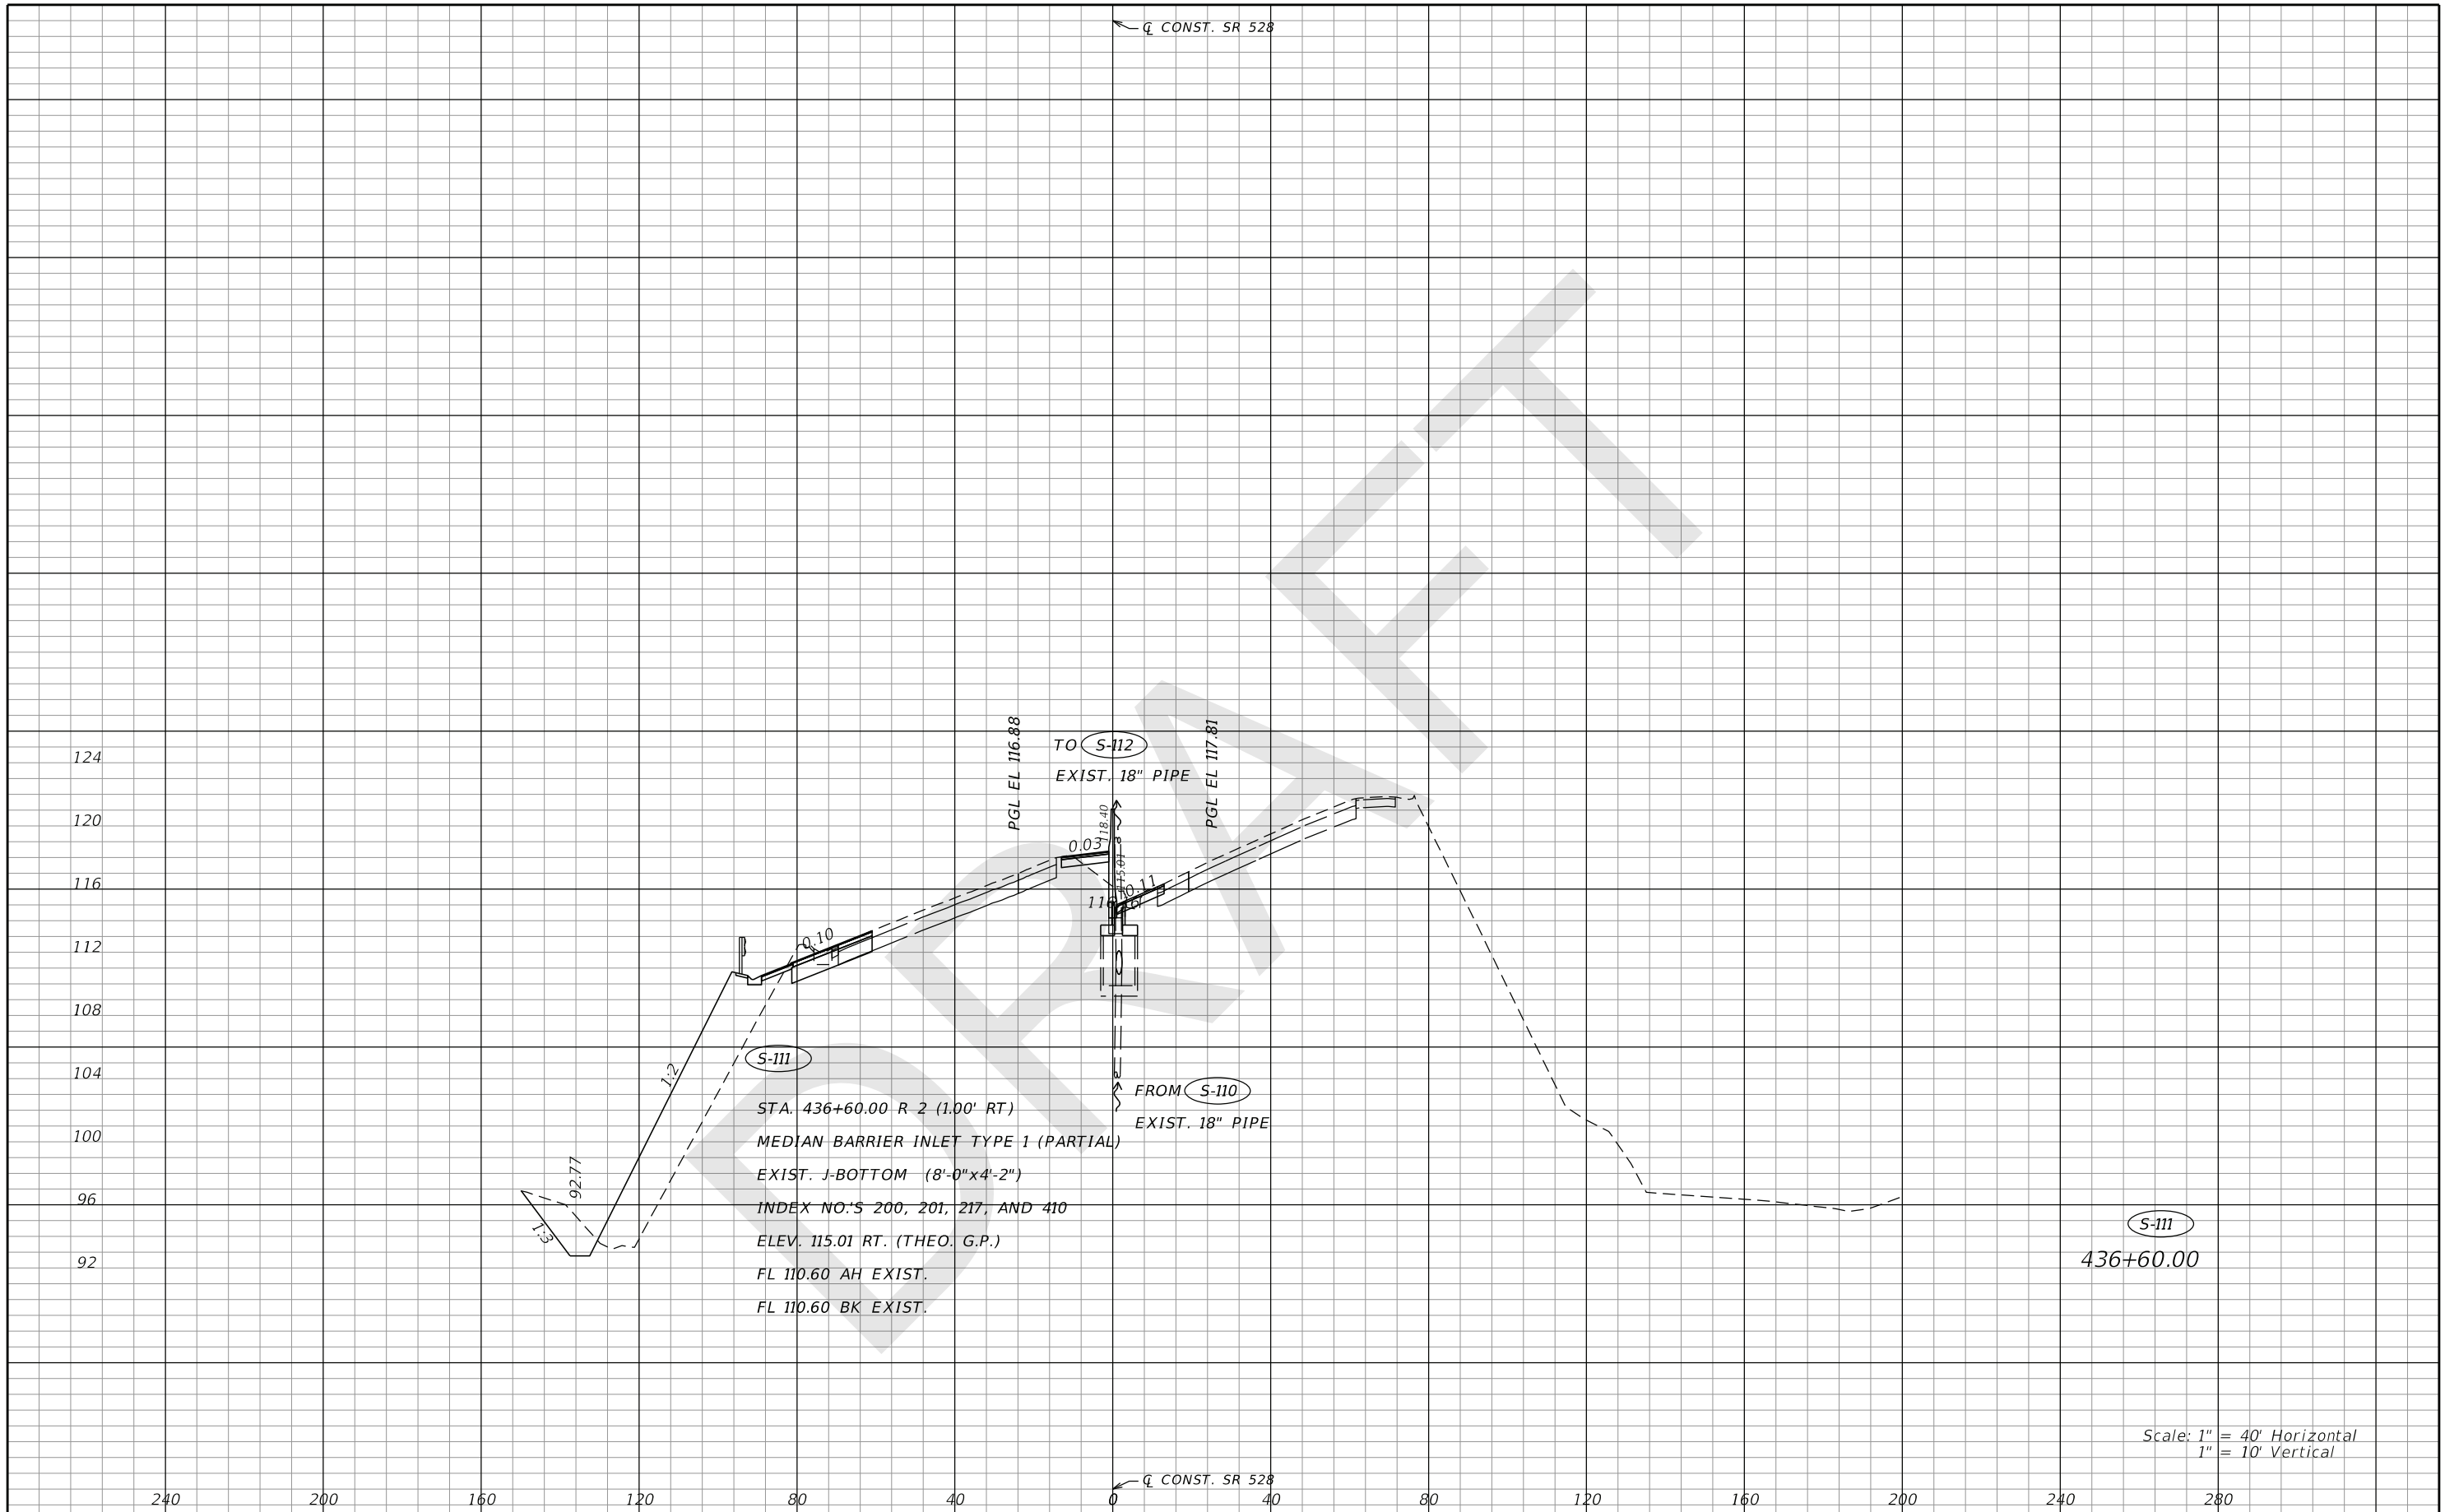 ℄ CONST. SR 528
DRAFT
PGL EL 116.88
TO S-112
EXIST. 18" PIPE
PGL EL 117.81
124
120
116
112
108
104
100
96
92
118.40
0.03
115.01
0.11
0.10
1:2
92.77
1:3
S-111
STA. 436+60.00 R 2 (1.00' RT)
MEDIAN BARRIER INLET TYPE 1 (PARTIAL)
EXIST. J-BOTTOM (8'-0"x4'-2")
INDEX NO.'S 200, 201, 217, AND 410
ELEV. 115.01 RT. (THEO. G.P.)
FL 110.60 AH EXIST.
FL 110.60 BK EXIST.
FROM S-110
EXIST. 18" PIPE
S-111
436+60.00
Scale: 1" = 40' Horizontal
1" = 10' Vertical
℄ CONST. SR 528
240 200 160 120 80 40 0 40 80 120 160 200 240 280